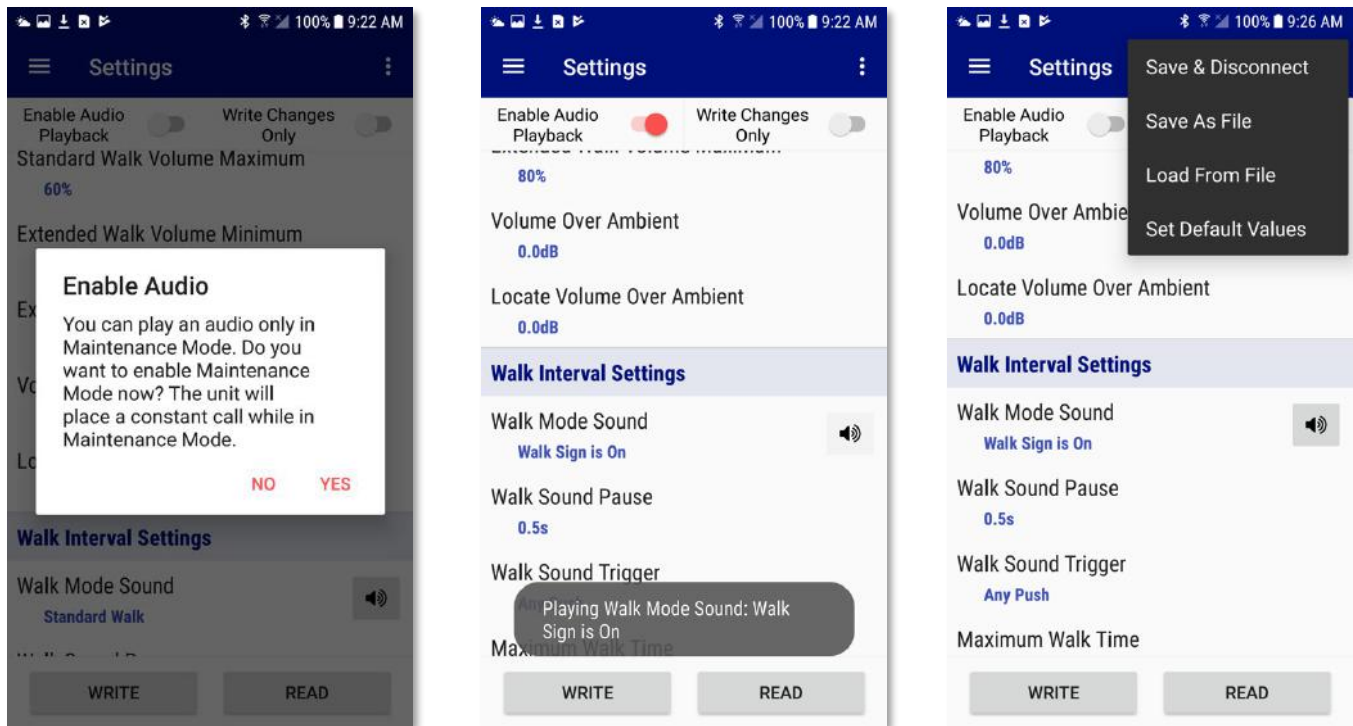 100% 9:22 AM
Settings
Enable Audio
Playback
Write Changes
Only
Standard Walk Volume Maximum
60%
Extended Walk Volume Minimum
Enable Audio
You can play an audio only in
Maintenance Mode. Do you
want to enable Maintenance
Mode now? The unit will
place a constant call while in
Maintenance Mode.
NO YES
Walk Interval Settings
Walk Mode Sound
Standard Walk
WRITE READ
100% 9:22 AM
Settings
Enable Audio
Playback
Write Changes
Only
80%
Volume Over Ambient
0.0dB
Locate Volume Over Ambient
0.0dB
Walk Interval Settings
Walk Mode Sound
Walk Sign is On
Walk Sound Pause
0.5s
Walk Sound Trigger
Playing Walk Mode Sound: Walk
Sign is On
Maximum Walk Time
WRITE READ
100% 9:26 AM
Settings
Save & Disconnect
Save As File
Load From File
Set Default Values
Enable Audio
Playback
80%
Volume Over Ambie
0.0dB
Locate Volume Over Ambient
0.0dB
Walk Interval Settings
Walk Mode Sound
Walk Sign is On
Walk Sound Pause
0.5s
Walk Sound Trigger
Any Push
Maximum Walk Time
WRITE READ